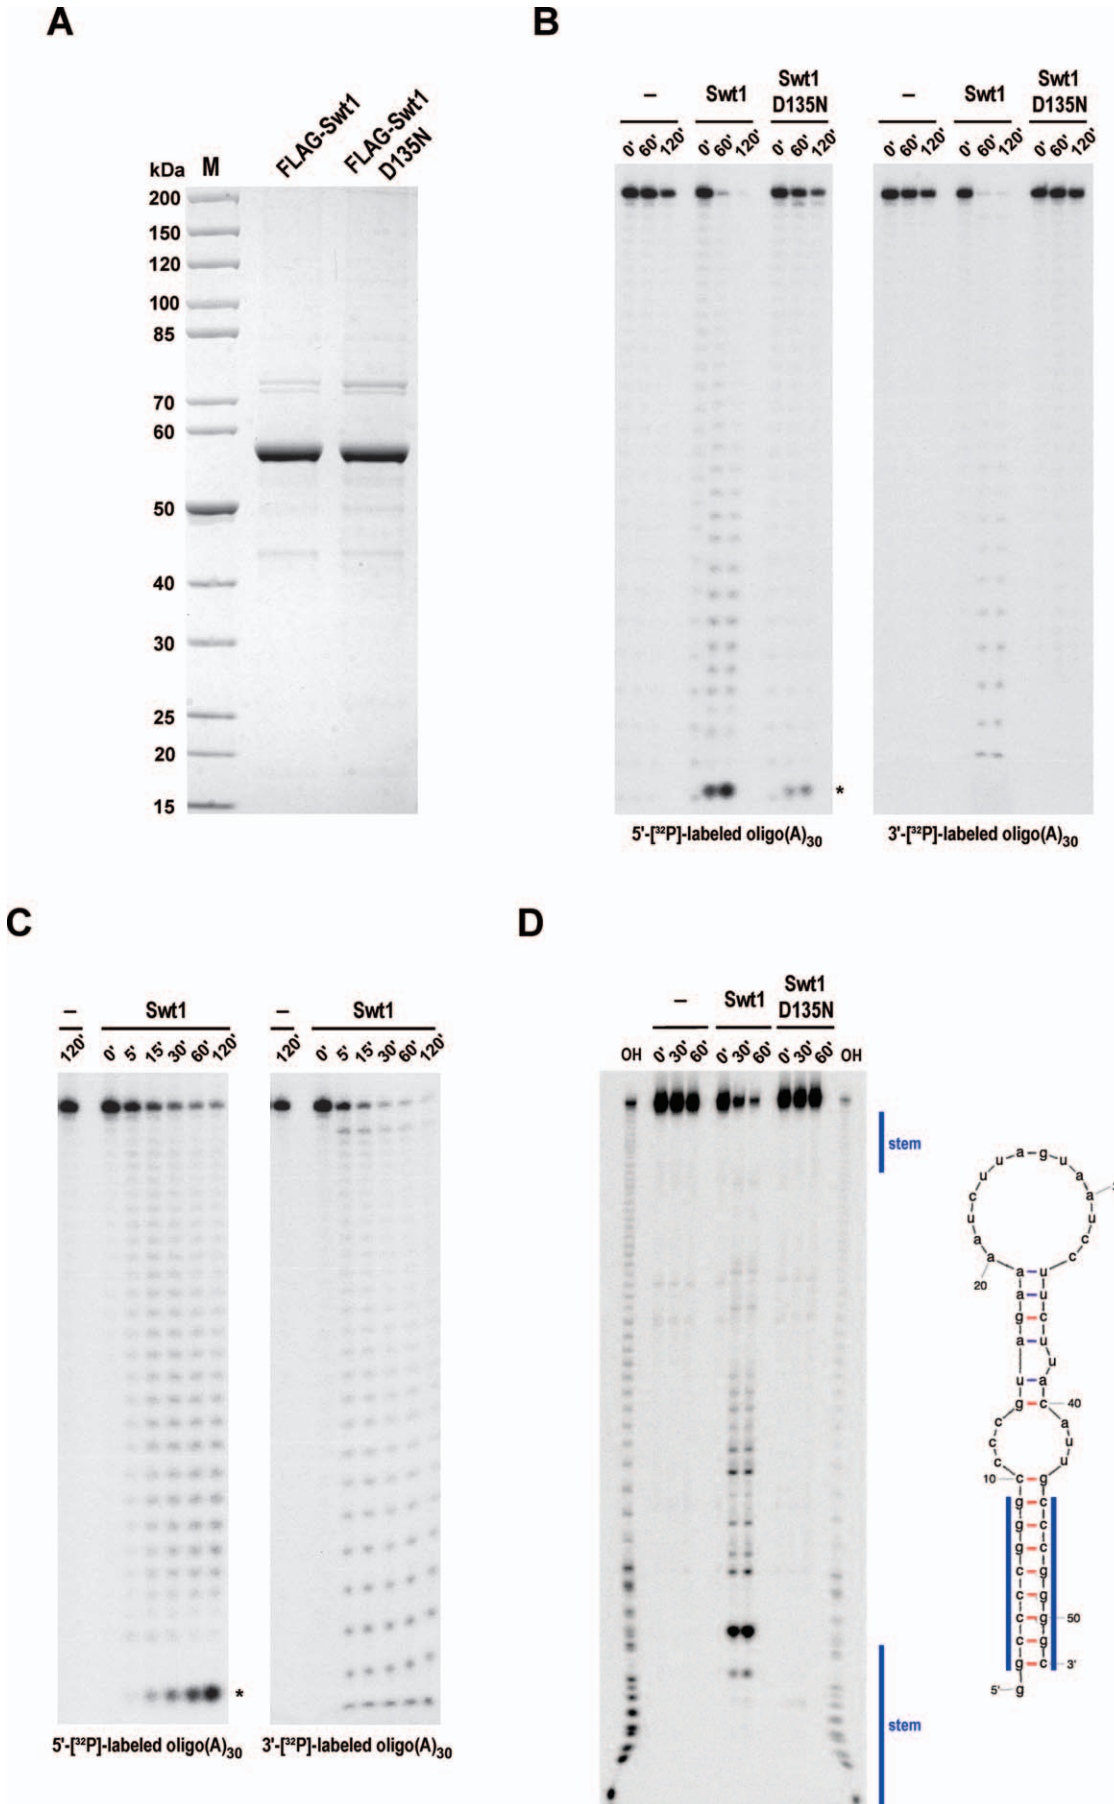 A
kDa M FLAG-Swt1 FLAG-Swt1 D135N
200
150
120
100
85
70
60
50
40
30
25
20
15
B
– Swt1 Swt1 D135N
0' 60' 120' 0' 60' 120' 0' 60' 120'
*
5'-[³²P]-labeled oligo(A)₃₀
– Swt1 Swt1 D135N
0' 60' 120' 0' 60' 120' 0' 60' 120'
3'-[³²P]-labeled oligo(A)₃₀
C
– Swt1
120' 0' 5' 15' 30' 60' 120'
*
5'-[³²P]-labeled oligo(A)₃₀
– Swt1
120' 0' 5' 15' 30' 60' 120'
3'-[³²P]-labeled oligo(A)₃₀
D
– Swt1 Swt1 D135N
OH 0' 30' 60' 0' 30' 60' 0' 30' 60' OH
stem
stem
20
10
40
50
5'
3'